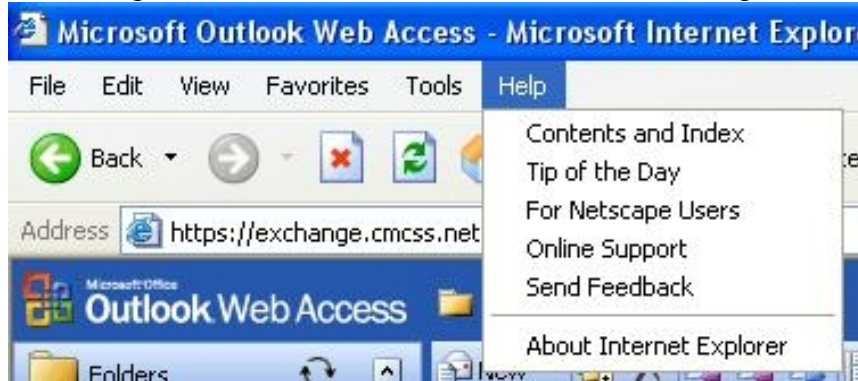 Microsoft Outlook Web Access - Microsoft Internet Explor
File Edit View Favorites Tools Help
Contents and Index
Back
Tip of the Day
For Netscape Users
Address https://exchange.cmcss.net
Online Support
Microsoft Office
Send Feedback
Outlook Web Access
About Internet Explorer
Folders New